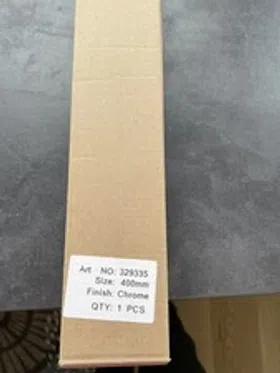 Art NO: 329335
Size: 400mm
Finish: Chrome
QTY: 1 PCS